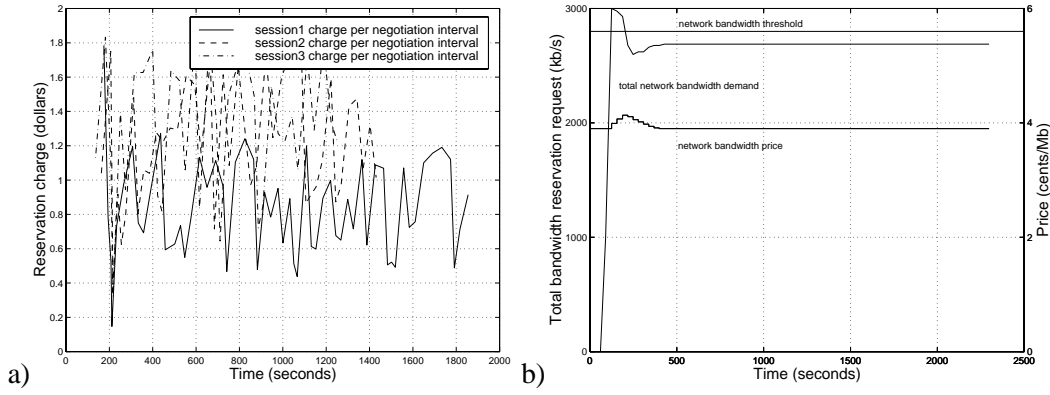 2
1.8
1.6
1.4
1.2
1
0.8
0.6
0.4
0.2
0
Reservation charge (dollars)
session1 charge per negotiation interval
session2 charge per negotiation interval
session3 charge per negotiation interval
200 400 600 800 1000 1200 1400 1600 1800 2000
Time (seconds)
a)
3000
2000
1000
0
Total bandwidth reservation request (kb/s)
network bandwidth threshold
total network bandwidth demand
network bandwidth price
6
4
2
0
Price (cents/Mb)
0 500 1000 1500 2000 2500
Time (seconds)
b)